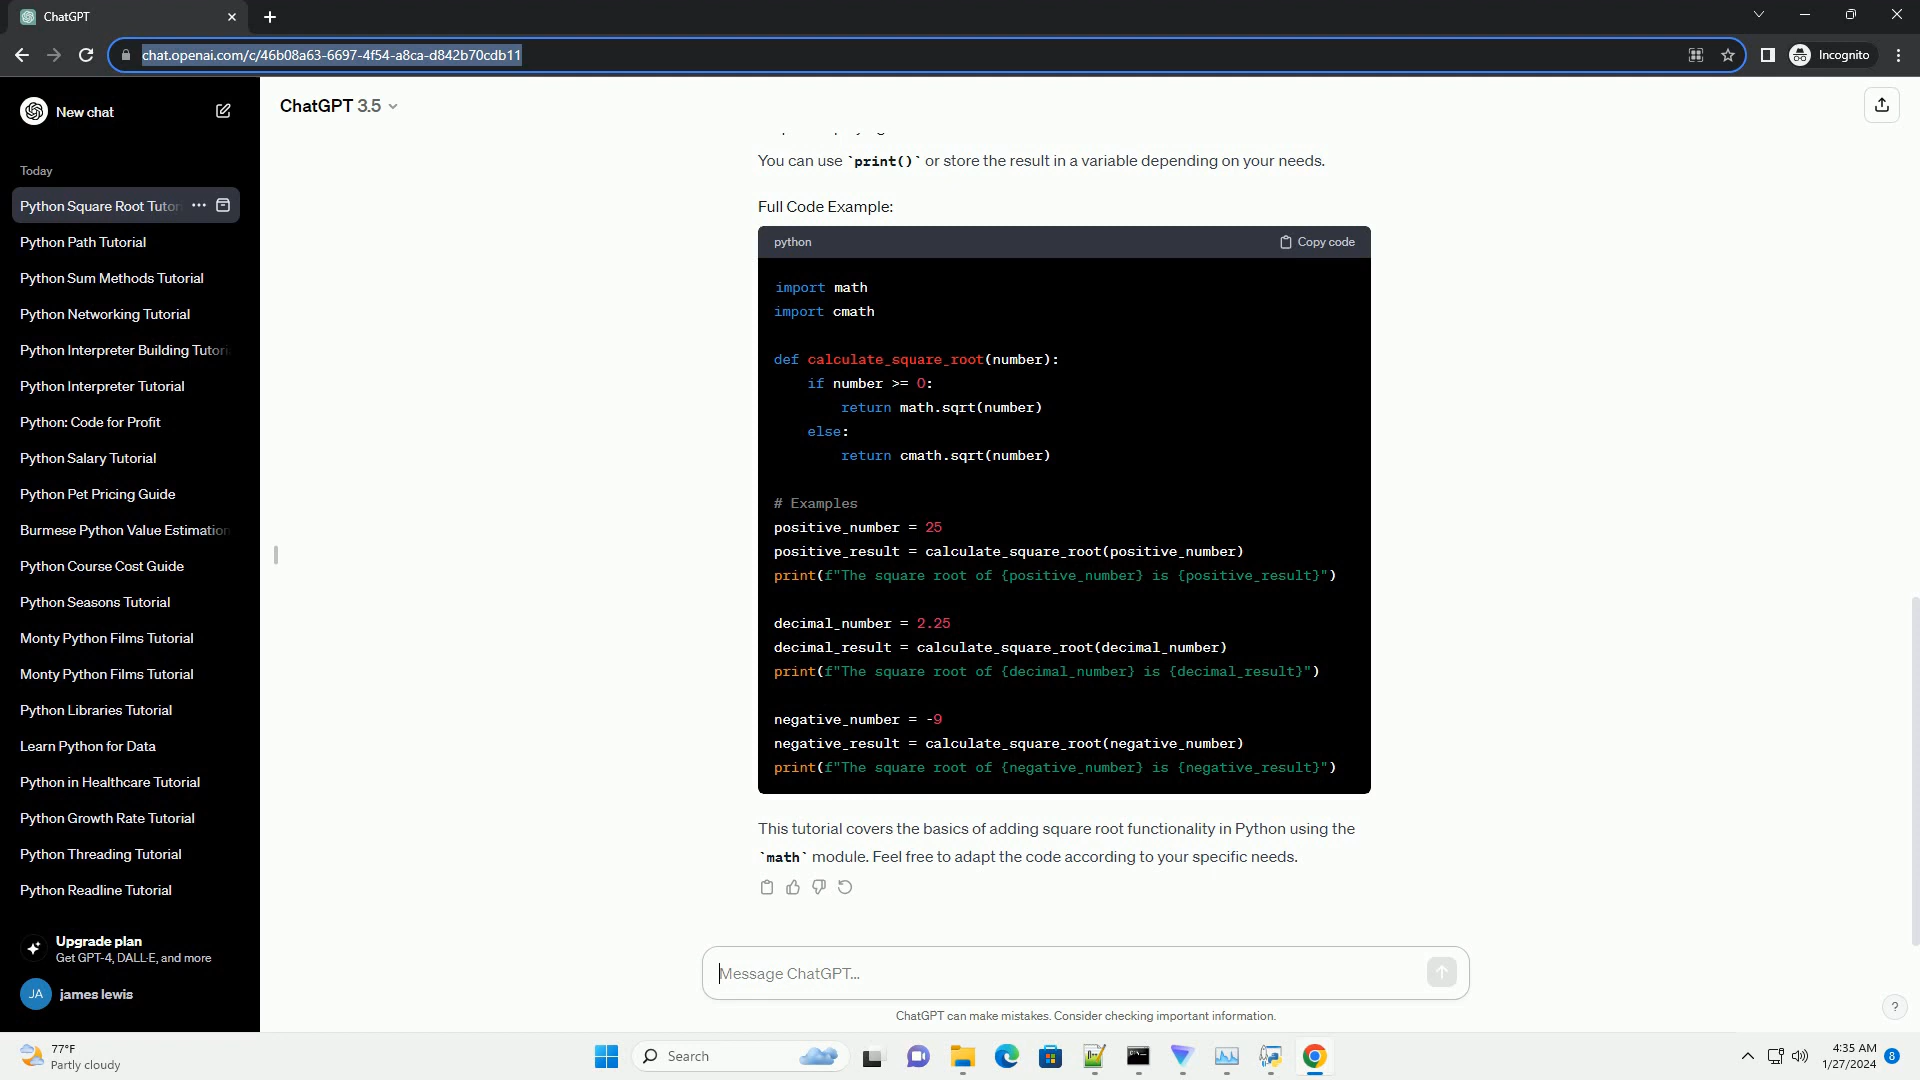 ChatGPT
chat.openai.com/c/46b08a63-6697-4f54-a8ca-d842b70cdb11
Incognito
New chat
Today
Python Square Root Tutor
Python Path Tutorial
Python Sum Methods Tutorial
Python Networking Tutorial
Python Interpreter Building Tutori
Python Interpreter Tutorial
Python: Code for Profit
Python Salary Tutorial
Python Pet Pricing Guide
Burmese Python Value Estimation
Python Course Cost Guide
Python Seasons Tutorial
Monty Python Films Tutorial
Monty Python Films Tutorial
Python Libraries Tutorial
Learn Python for Data
Python in Healthcare Tutorial
Python Growth Rate Tutorial
Python Threading Tutorial
Python Readline Tutorial
Upgrade plan
Get GPT-4, DALL·E, and more
JA james lewis
ChatGPT 3.5
You can use `print()` or store the result in a variable depending on your needs.
Full Code Example:
python Copy code
import math
import cmath
def calculate_square_root(number):
    if number >= 0:
        return math.sqrt(number)
    else:
        return cmath.sqrt(number)
# Examples
positive_number = 25
positive_result = calculate_square_root(positive_number)
print(f"The square root of {positive_number} is {positive_result}")
decimal_number = 2.25
decimal_result = calculate_square_root(decimal_number)
print(f"The square root of {decimal_number} is {decimal_result}")
negative_number = -9
negative_result = calculate_square_root(negative_number)
print(f"The square root of {negative_number} is {negative_result}")
This tutorial covers the basics of adding square root functionality in Python using the
`math` module. Feel free to adapt the code according to your specific needs.
Message ChatGPT...
ChatGPT can make mistakes. Consider checking important information.
?
77°F
Partly cloudy
Search
4:35 AM
1/27/2024
8